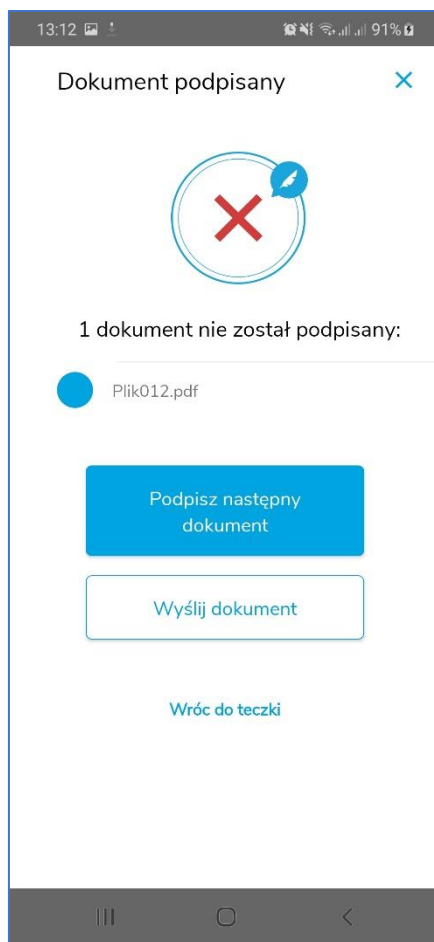 13:12 91%
Dokument podpisany
1 dokument nie został podpisany:
Plik012.pdf
Podpisz następny
dokument
Wyślij dokument
Wróc do teczki